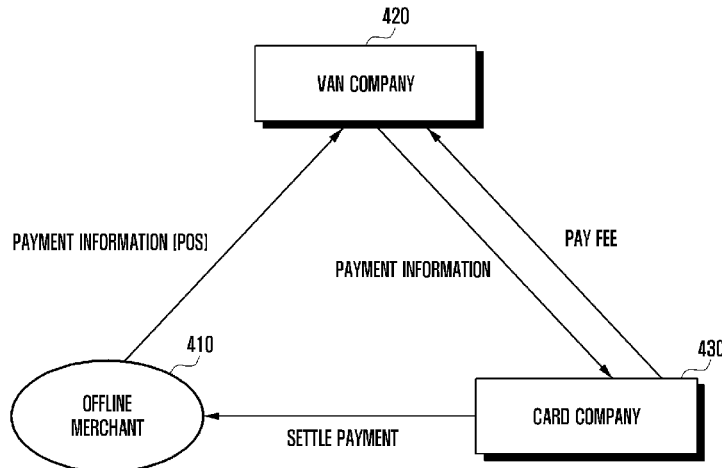 420
VAN COMPANY
PAYMENT INFORMATION (POS)
PAY FEE
PAYMENT INFORMATION
410
430
OFFLINE
MERCHANT
CARD COMPANY
SETTLE PAYMENT